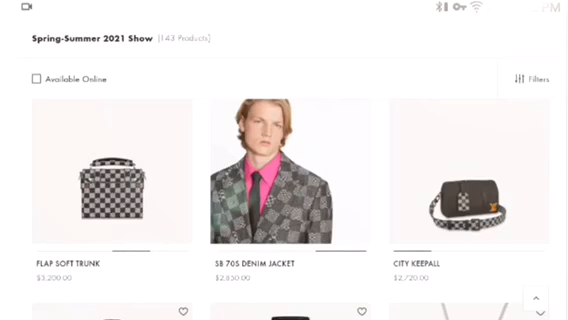 PM
Spring-Summer 2021 Show (143 Products)
Available Online
Filters
FLAP SOFT TRUNK
SB 70S DENIM JACKET
CITY KEEPALL
$3,200.00
$2,850.00
$2,720.00